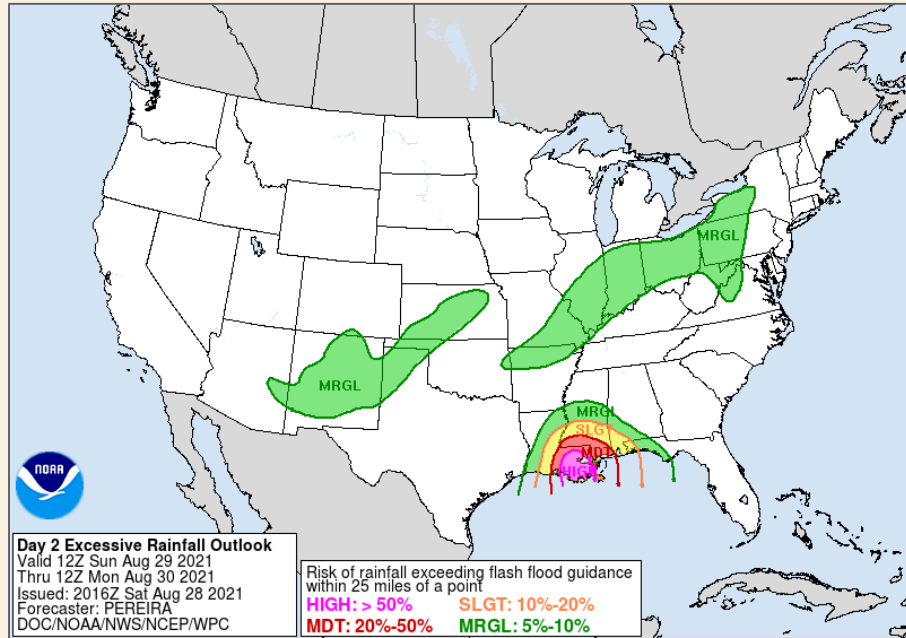 MRGL
MRGL
MRGL
SLGT
MDT
HIGH
NOAA
Day 2 Excessive Rainfall Outlook
Valid 12Z Sun Aug 29 2021
Thru 12Z Mon Aug 30 2021
Issued: 2016Z Sat Aug 28 2021
Forecaster: PEREIRA
DOC/NOAA/NWS/NCEP/WPC
Risk of rainfall exceeding flash flood guidance
within 25 miles of a point
HIGH: > 50% SLGT: 10%-20%
MDT: 20%-50% MRGL: 5%-10%